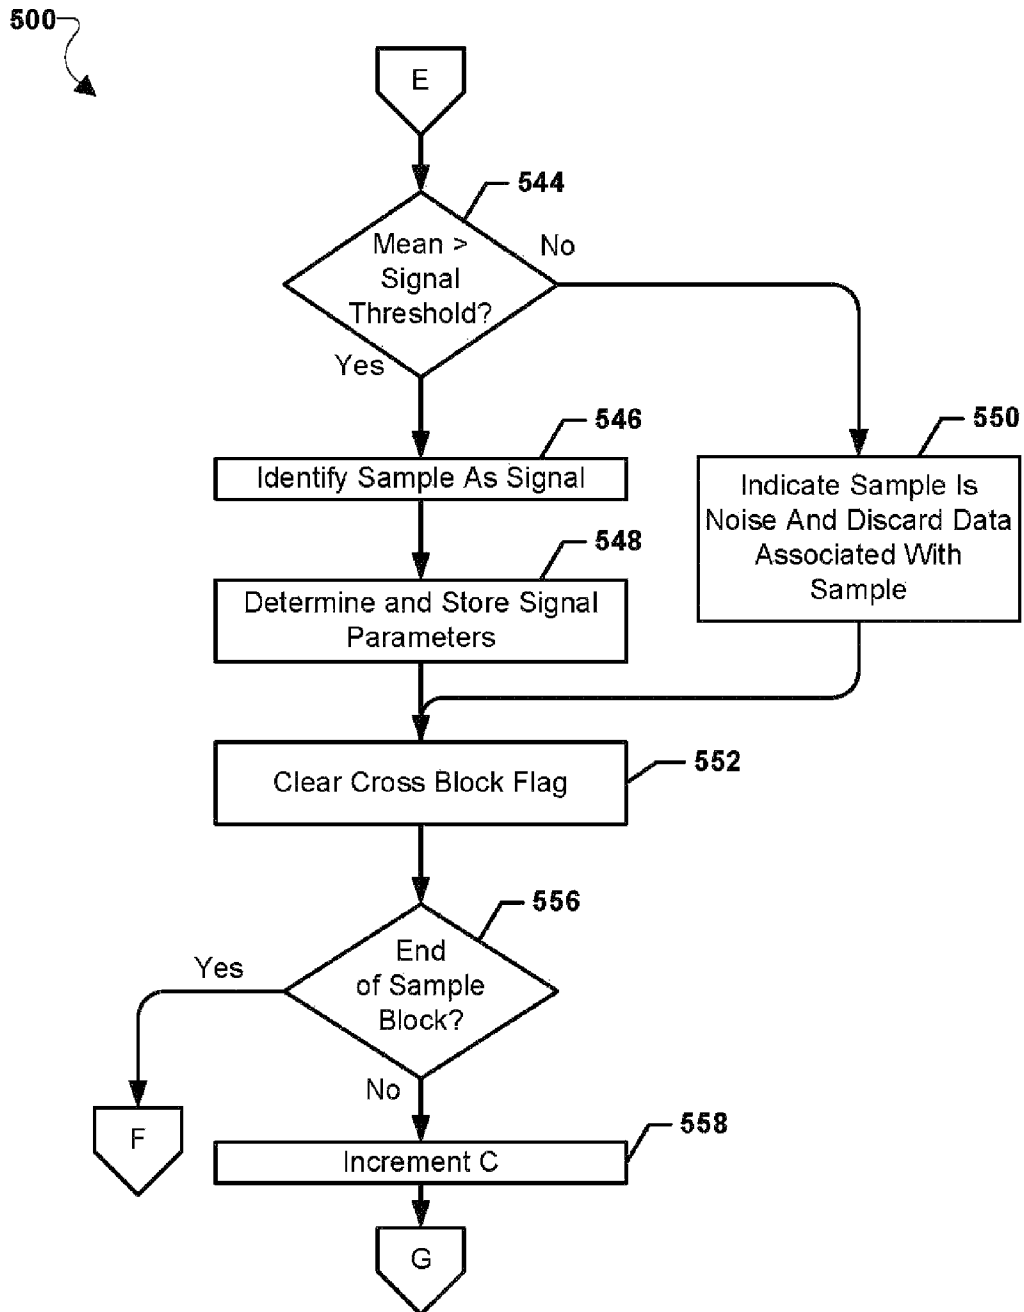 500
E
544
Mean >
Signal
Threshold?
No
Yes
546
Identify Sample As Signal
550
Indicate Sample Is
Noise And Discard Data
Associated With
Sample
548
Determine and Store Signal
Parameters
552
Clear Cross Block Flag
556
End
of Sample
Block?
Yes
No
F
558
Increment C
G